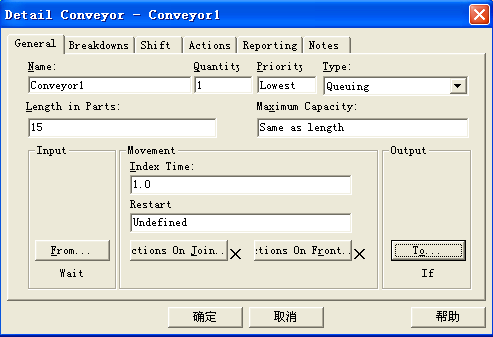 Detail Conveyor - Conveyor1
General Breakdowns Shift Actions Reporting Notes
Name: Quantity Priority Type:
Conveyor1 1 Lowest Queuing
Length in Parts: Maximum Capacity:
15 Same as length
Input Movement Output
Index Time:
1.0
Restart
Undefined
From... ctions On Join.. ctions On Front.. To...
Wait If
确定 取消 帮助